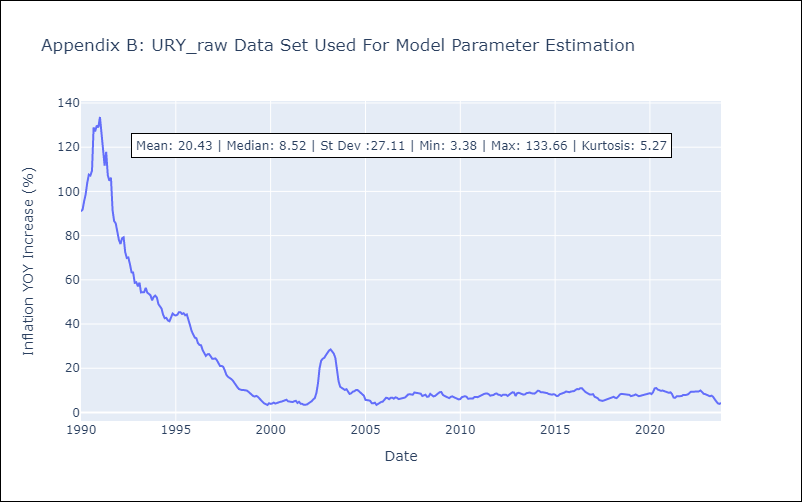 Appendix B: URY_raw Data Set Used For Model Parameter Estimation
140
Mean: 20.43 | Median: 8.52 | St Dev :27.11 | Min: 3.38 | Max: 133.66 | Kurtosis: 5.27
120
100
80
60
40
20
0
Inflation YOY Increase (%)
1990 1995 2000 2005 2010 2015 2020
Date